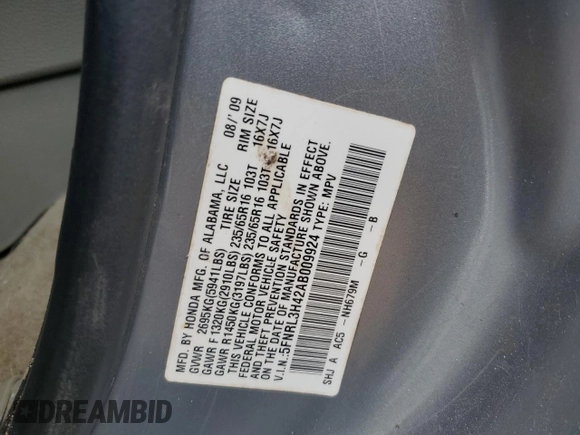 MFD. BY HONDA MFG. OF ALABAMA, LLC 08/'09
GVWR 2695KG(5941LBS) TIRE SIZE RIM SIZE
GAWR F 1320KG(2910LBS) 235/65R16 103T 16X7J
GAWR R1450KG(3197LBS) 235/65R16 103T 16X7J
THIS VEHICLE CONFORMS TO ALL APPLICABLE
FEDERAL MOTOR VEHICLE SAFETY
AND THEFT PREVENTION STANDARDS IN EFFECT
ON THE DATE OF MANUFACTURE SHOWN ABOVE.
V.I.N.:5FNRL3H42AB009924 TYPE: MPV
SHJ A AC5 -NH679M -G -B
DREAMBID